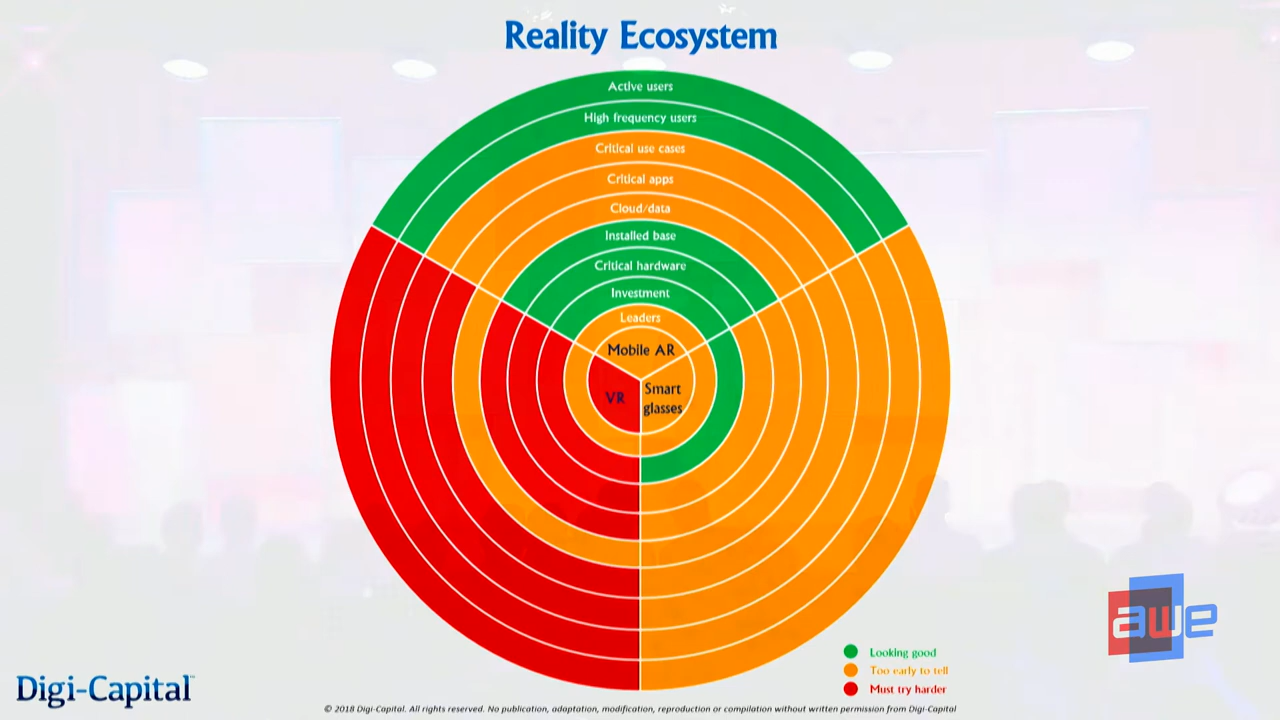 Reality Ecosystem
Active users
High frequency users
Critical use cases
Critical apps
Cloud/data
Installed base
Critical hardware
Investment
Leaders
Mobile AR
VR
Smart
glasses
Looking good
Too early to tell
Must try harder
awe
Digi-Capital™
© 2018 Digi-Capital. All rights reserved. No publication, adaptation, modification, reproduction or compilation without written permission from Digi-Capital